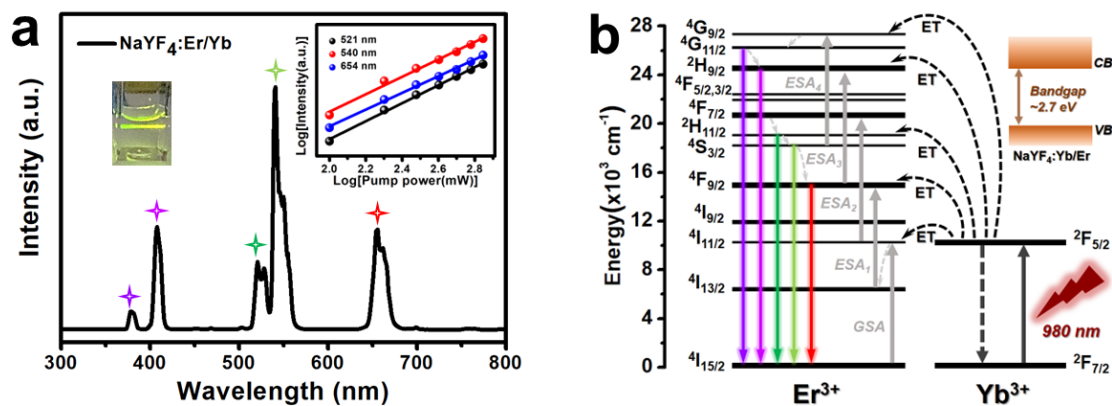 a
NaYF₄:Er/Yb
Intensity (a.u.)
Wavelength (nm)
300 400 500 600 700 800
Log[Intensity(a.u.)]
521 nm
540 nm
654 nm
2.0 2.2 2.4 2.6 2.8 3.0
Log[Pump power(mW)]
b
Energy(x10³ cm⁻¹)
28
24
20
16
12
8
4
0
⁴G₉/₂
⁴G₁₁/₂
²H₉/₂
⁴F₅/₂,₃/₂
⁴F₇/₂
²H₁₁/₂
⁴S₃/₂
⁴F₉/₂
⁴I₉/₂
⁴I₁₁/₂
⁴I₁₃/₂
⁴I₁₅/₂
ESA₄
ESA₃
ESA₂
ESA₁
GSA
ET
ET
ET
ET
ET
CB
Bandgap
~2.7 eV
VB
NaYF₄:Yb/Er
²F₅/₂
980 nm
²F₇/₂
Er³⁺
Yb³⁺